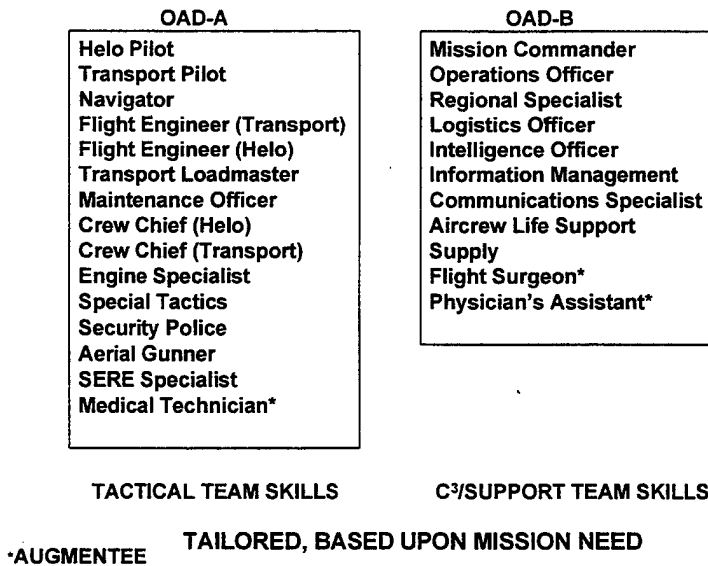 OAD-A
Helo Pilot
Transport Pilot
Navigator
Flight Engineer (Transport)
Flight Engineer (Helo)
Transport Loadmaster
Maintenance Officer
Crew Chief (Helo)
Crew Chief (Transport)
Engine Specialist
Special Tactics
Security Police
Aerial Gunner
SERE Specialist
Medical Technician*
TACTICAL TEAM SKILLS
OAD-B
Mission Commander
Operations Officer
Regional Specialist
Logistics Officer
Intelligence Officer
Information Management
Communications Specialist
Aircrew Life Support
Supply
Flight Surgeon*
Physician's Assistant*
C³/SUPPORT TEAM SKILLS
TAILORED, BASED UPON MISSION NEED
*AUGMENTEE